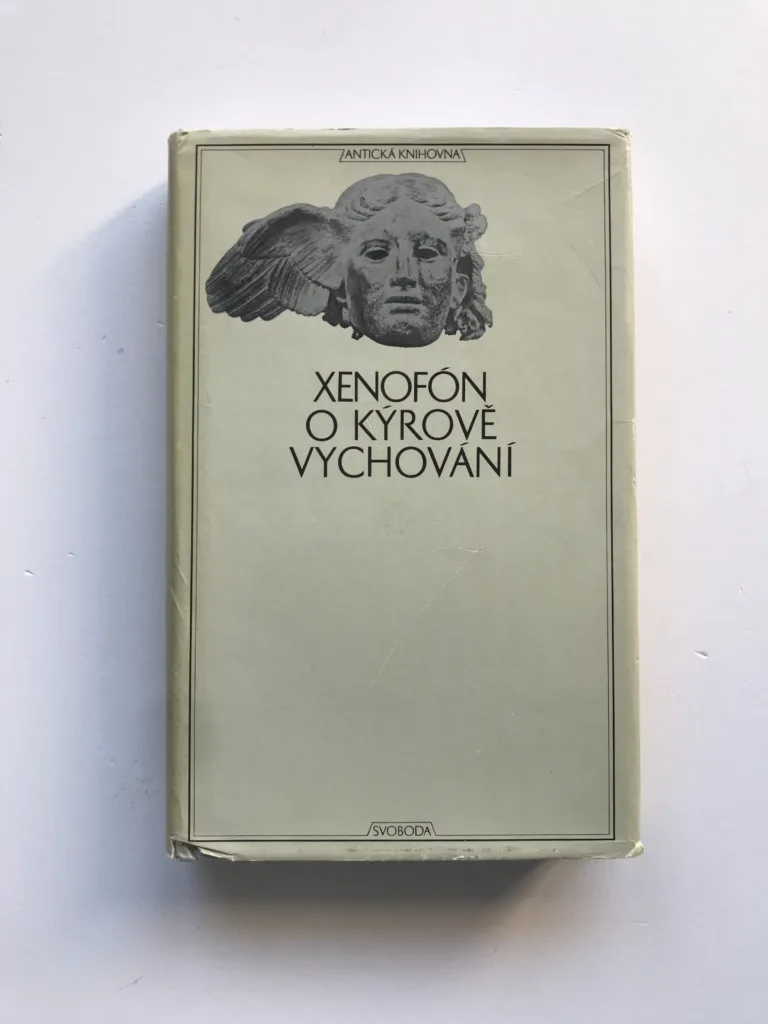 ANTICKÁ KNIHOVNA
XENOFÓN
O KÝROVĚ
VYCHOVÁNÍ
SVOBODA